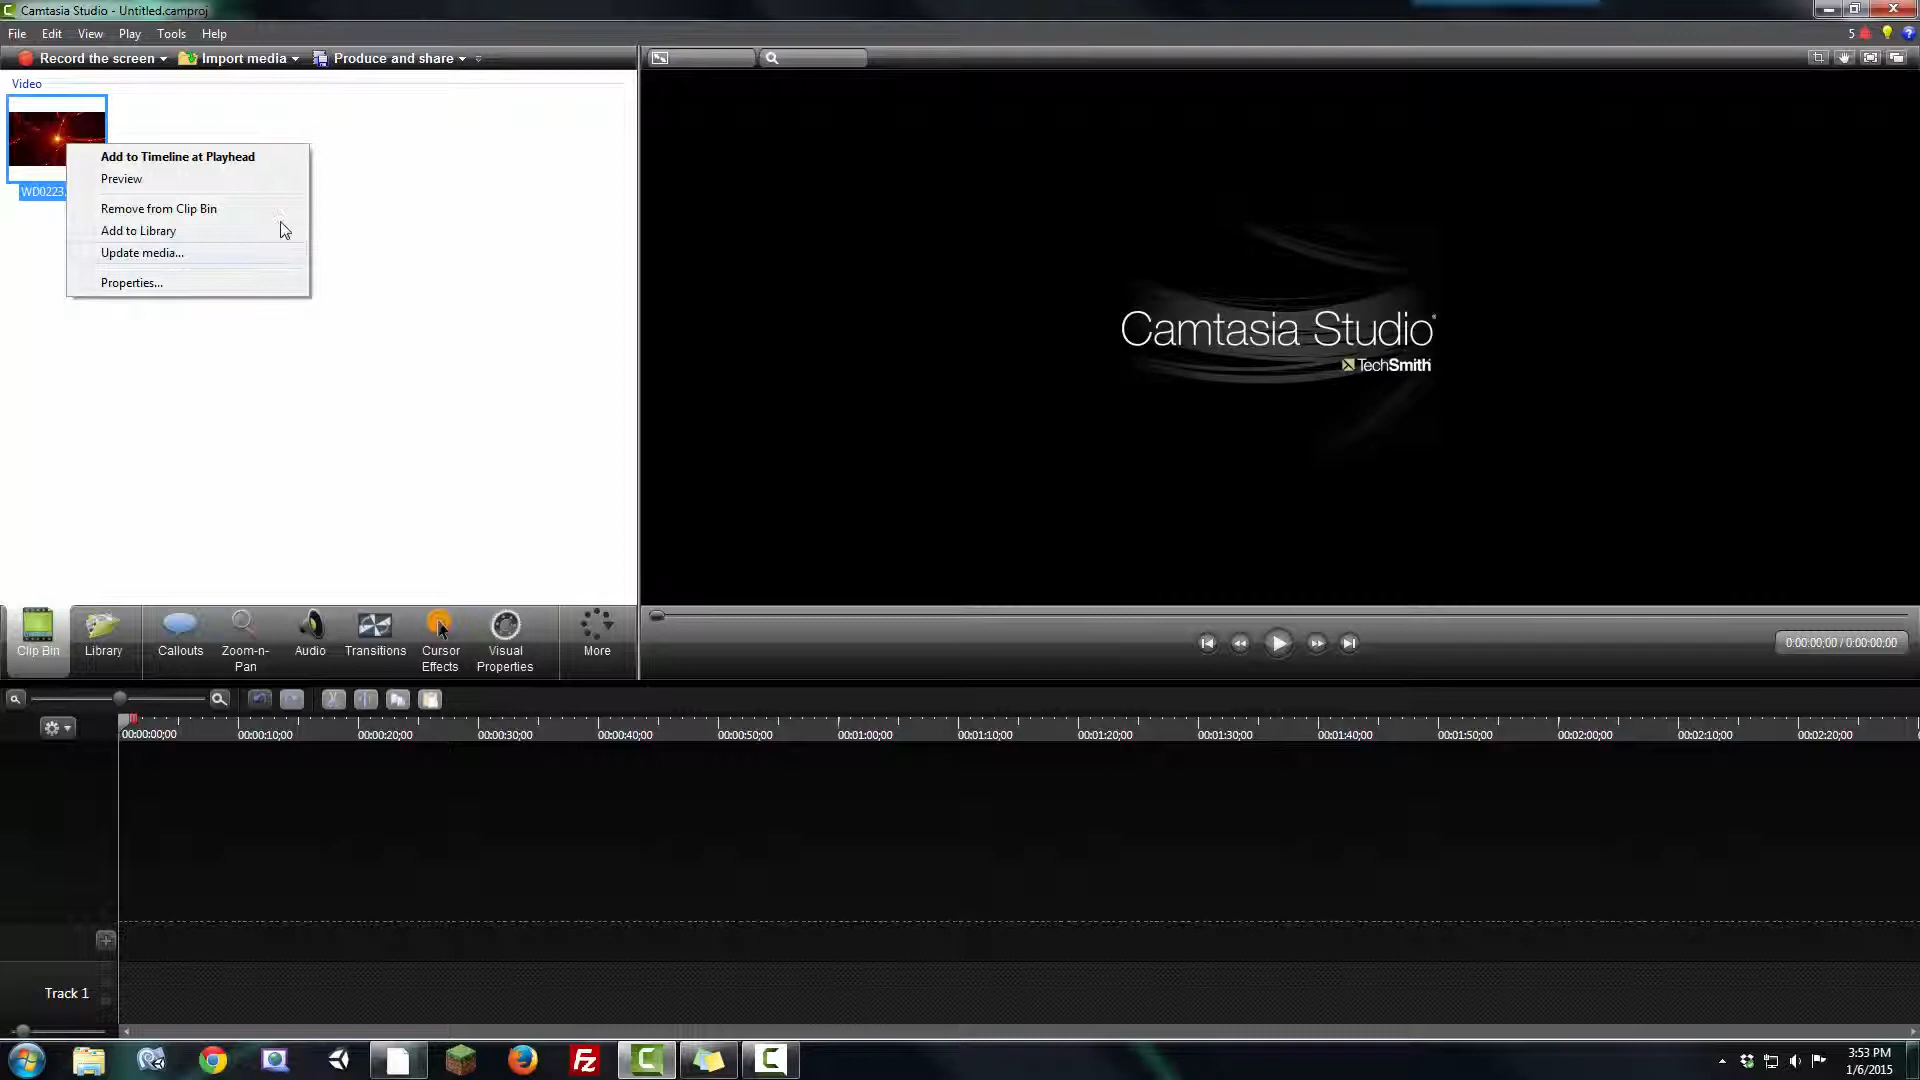 Camtasia Studio - Untitled.camproj
File Edit View Play Tools Help
5
Record the screen Import media Produce and share
Video
WD0223.
Add to Timeline at Playhead
Preview
Remove from Clip Bin
Add to Library
Update media...
Properties...
Camtasia Studio
TechSmith
Clip Bin Library Callouts Zoom-n-Pan Audio Transitions Cursor Effects Visual Properties More
0:00:00;00 / 0:00:00;00
00:00:00;00 00:00:10;00 00:00:20;00 00:00:30;00 00:00:40;00 00:00:50;00 00:01:00;00 00:01:10;00 00:01:20;00 00:01:30;00 00:01:40;00 00:01:50;00 00:02:00;00 00:02:10;00 00:02:20;00
Track 1
3:53 PM
1/6/2015